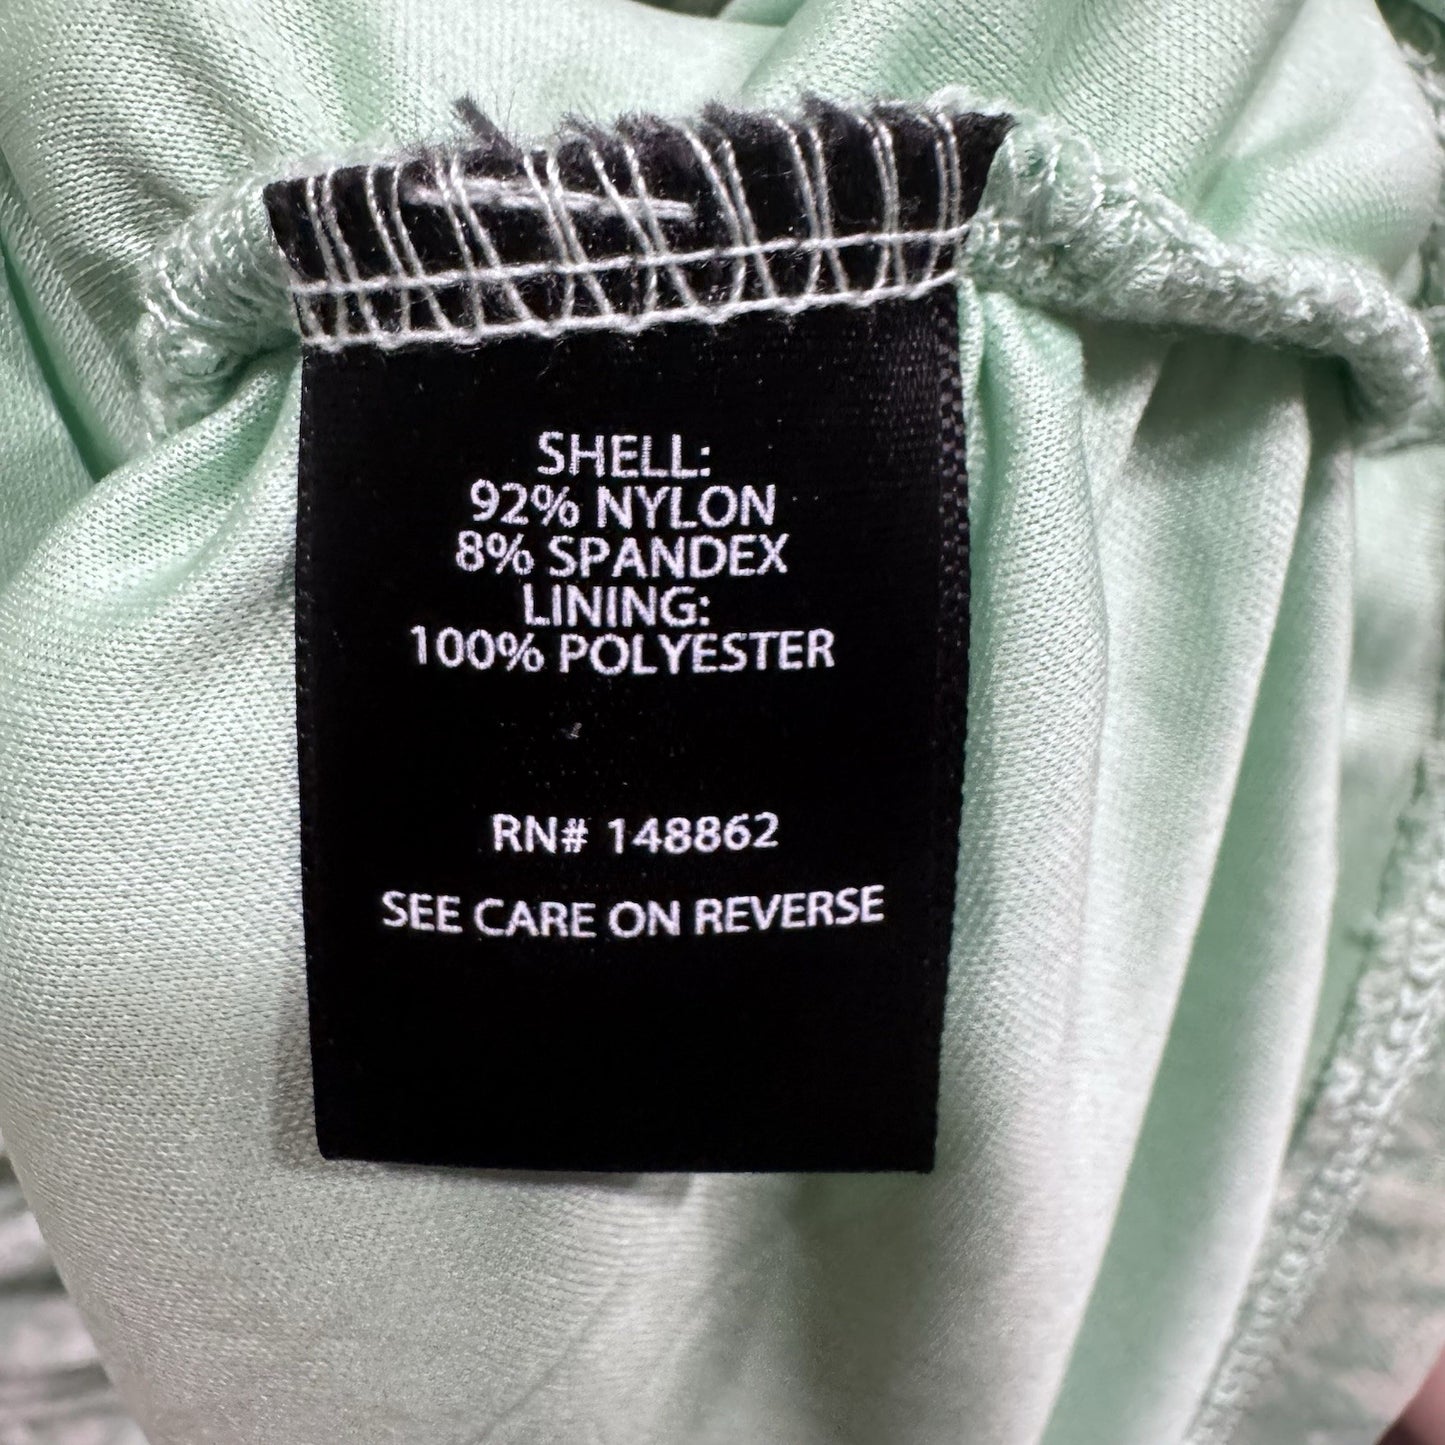 SHELL:
92% NYLON
8% SPANDEX
LINING:
100% POLYESTER
RN# 148862
SEE CARE ON REVERSE